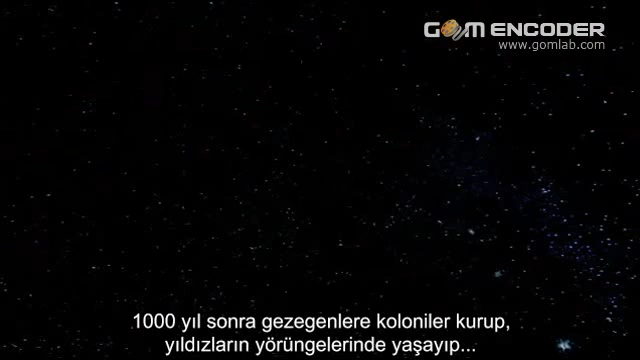 GOM ENCODER
www.gomlab.com
1000 yıl sonra gezegenlere koloniler kurup,
yıldızların yörüngelerinde yaşayıp...